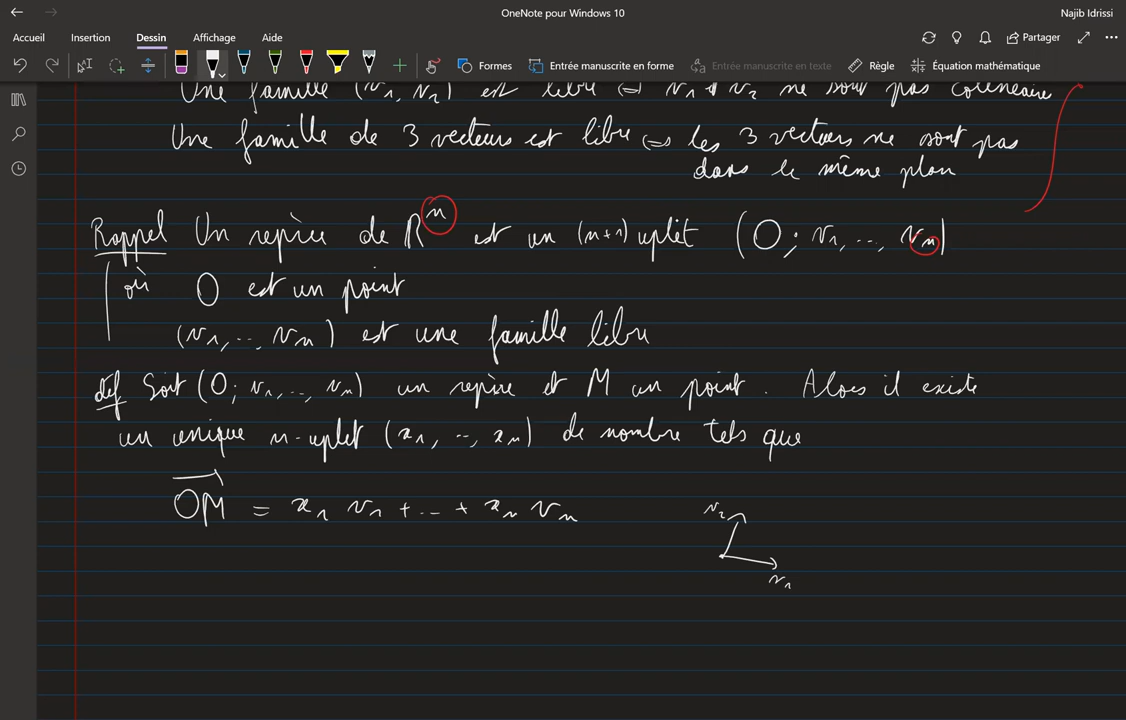 OneNote pour Windows 10
Najib Idrissi
Accueil Insertion Dessin Affichage Aide
Partager
Formes Entrée manuscrite en forme Entrée manuscrite en texte Règle Équation mathématique
Une famille (v1, v2) est libre ⇔ v1 et v2 ne sont pas colinéaires
Une famille de 3 vecteurs est libre ⇔ les 3 vecteurs ne sont pas
dans le même plan
Rappel Un repère de R^n est un (n+1) uplet (O; v1, ..., vn)
où O est un point
(v1, ..., vn) est une famille libre
déf Soit (O; v1, ..., vn) un repère et M un point. Alors il existe
un unique n-uplet (x1, ..., xn) de nombre tels que
OM = x1 v1 + ... + xn vn
v2
v1